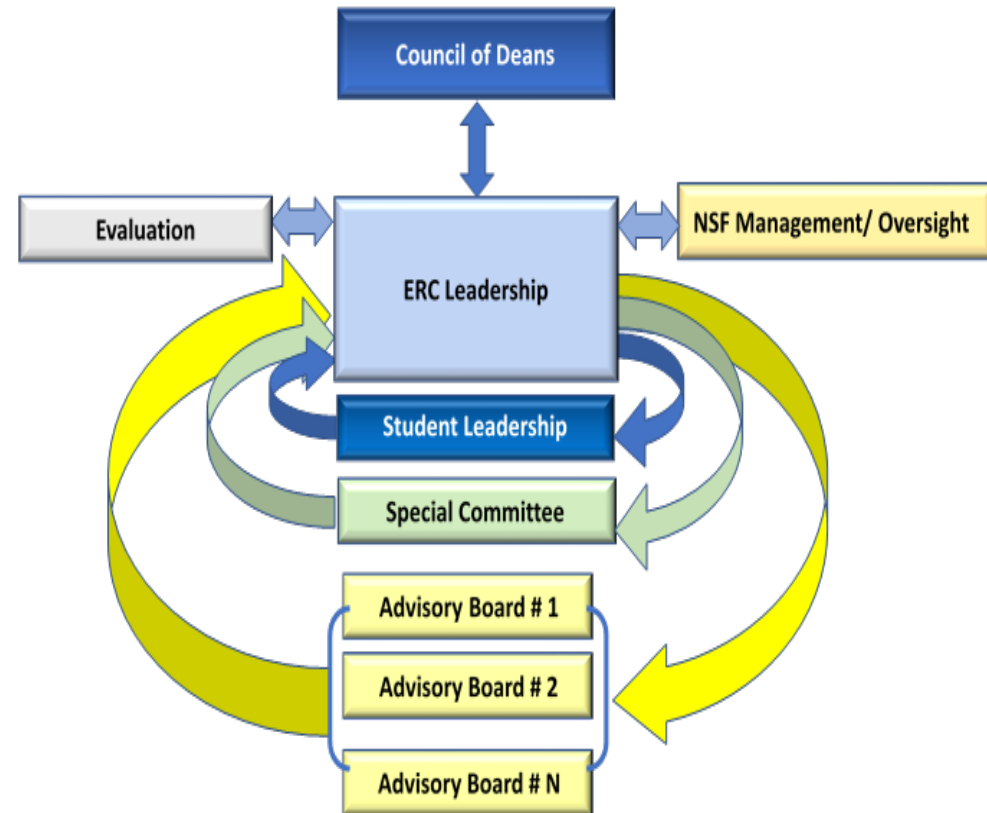 Council of Deans
Evaluation
NSF Management/ Oversight
ERC Leadership
Student Leadership
Special Committee
Advisory Board # 1
Advisory Board # 2
Advisory Board # N